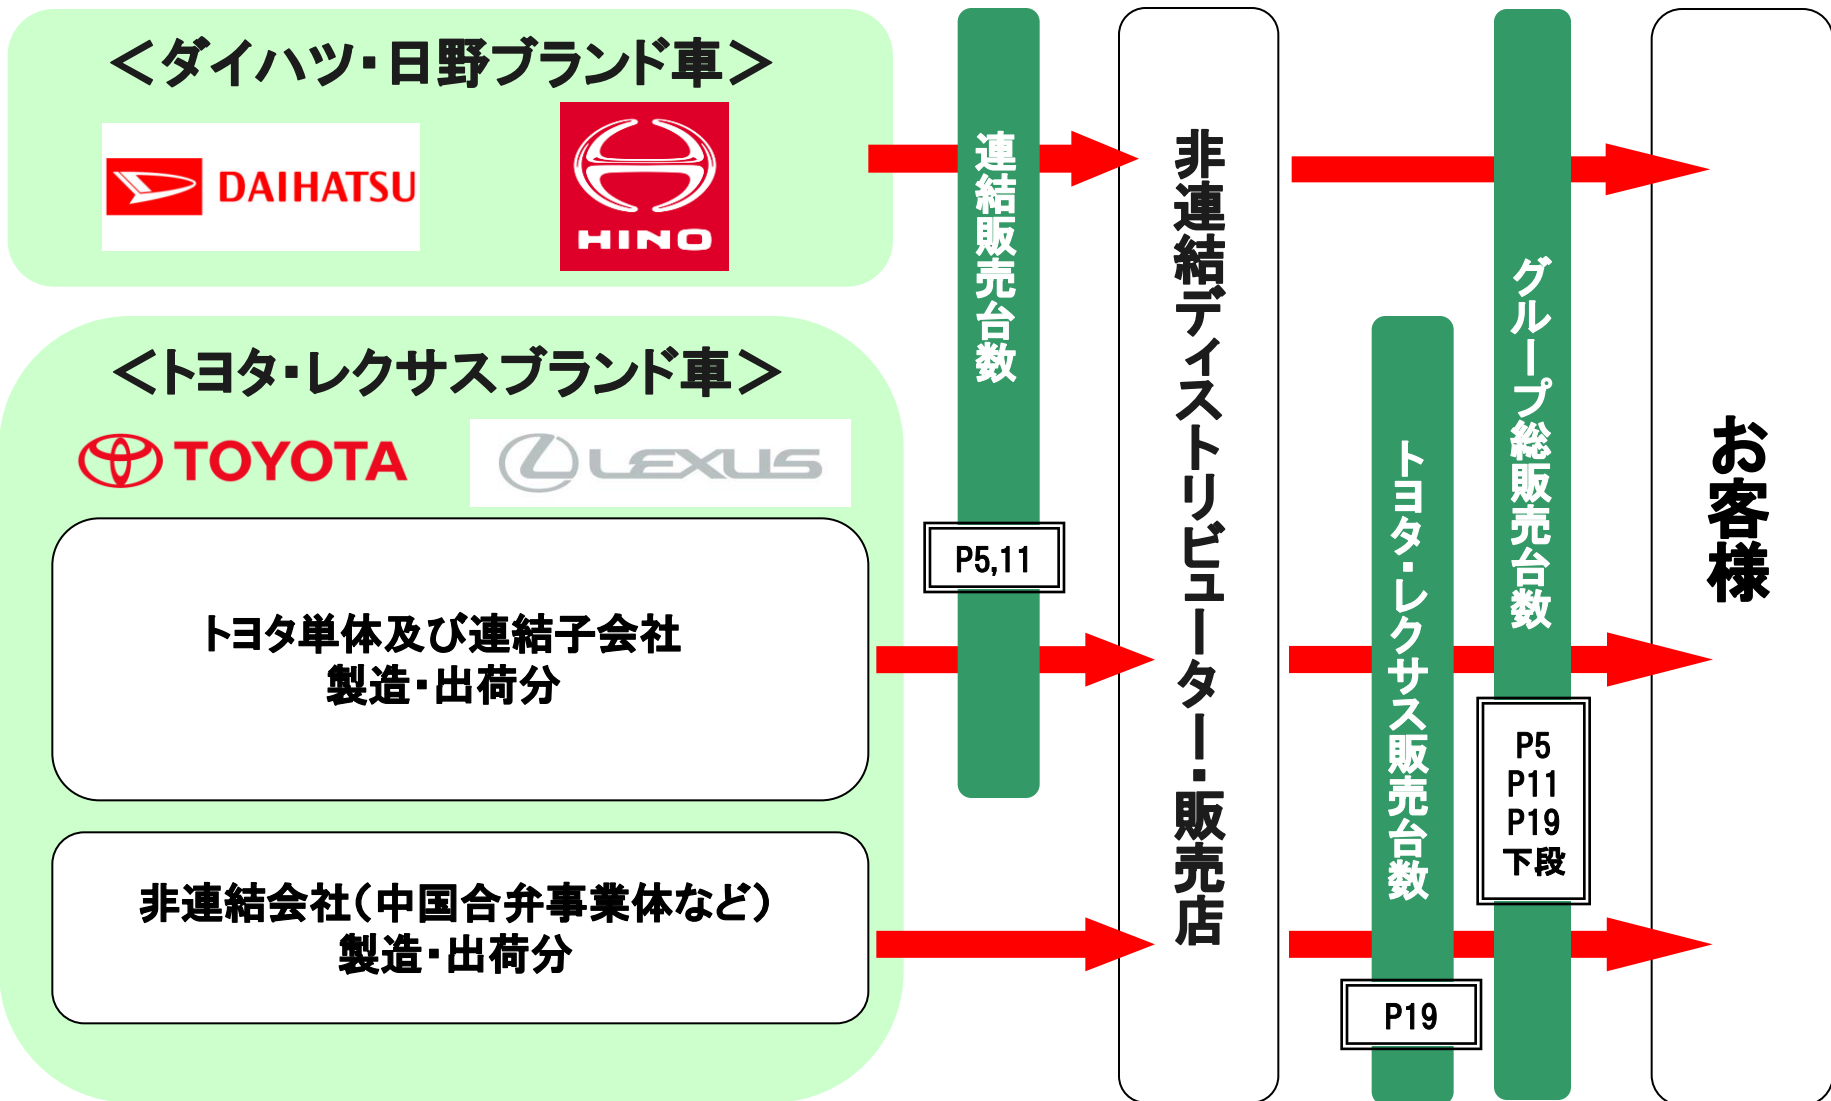 ＜ダイハツ・日野ブランド車＞
DAIHATSU
HINO
＜トヨタ・レクサスブランド車＞
TOYOTA
LEXUS
トヨタ単体及び連結子会社
製造・出荷分
非連結会社（中国合弁事業体など）
製造・出荷分
連結販売台数
P5,11
非連結ディストリビューター・販売店
トヨタ・レクサス販売台数
P19
グループ総販売台数
P5
P11
P19
下段
お客様